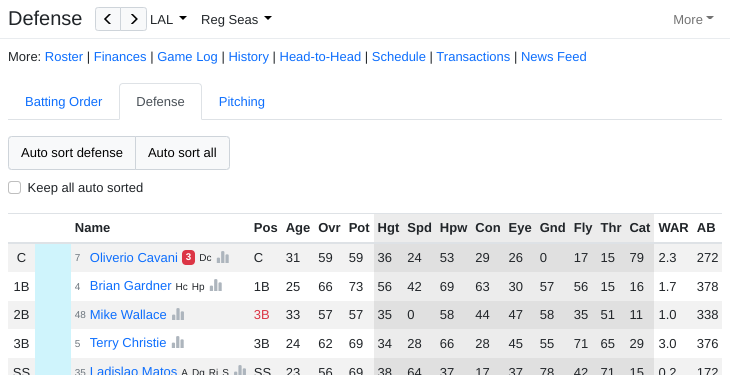 Defense LAL Reg Seas More
More: Roster | Finances | Game Log | History | Head-to-Head | Schedule | Transactions | News Feed
Batting Order Defense Pitching
Auto sort defense Auto sort all
Keep all auto sorted
Name Pos Age Ovr Pot Hgt Spd Hpw Con Eye Gnd Fly Thr Cat WAR AB
C 7 Oliverio Cavani 3 Dc C 31 59 59 36 24 53 29 26 0 17 15 79 2.3 272
1B 4 Brian Gardner Hc Hp 1B 25 66 73 56 42 69 63 30 57 56 15 16 1.7 378
2B 48 Mike Wallace 3B 33 57 57 35 0 58 44 47 58 35 51 11 1.0 338
3B 5 Terry Christie 3B 24 62 69 34 28 66 28 45 55 71 65 29 3.0 376
SS 35 Ladislao Matos A Dg Ri S SS 23 56 69 38 64 37 17 37 78 42 71 15 0.2 172